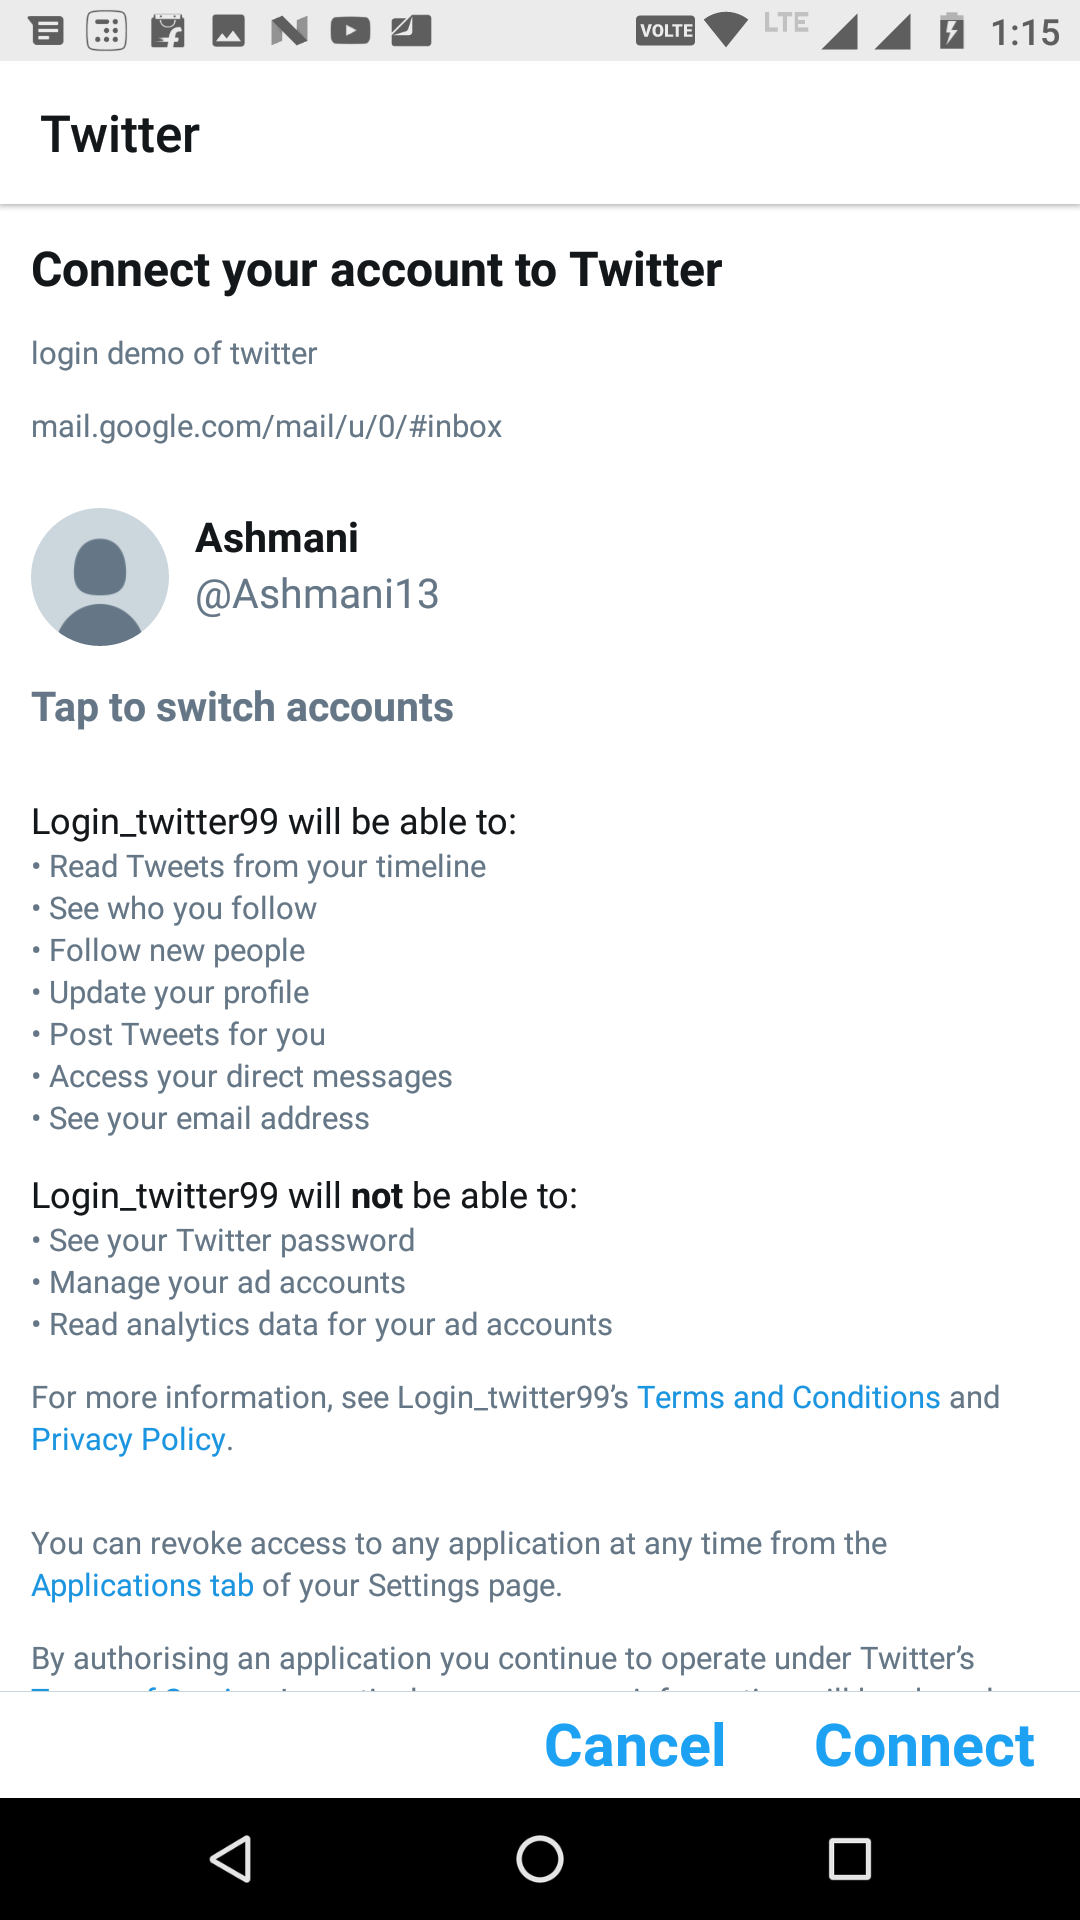 VOLTE LTE 1:15
Twitter
Connect your account to Twitter
login demo of twitter
mail.google.com/mail/u/0/#inbox
Ashmani
@Ashmani13
Tap to switch accounts
Login_twitter99 will be able to:
• Read Tweets from your timeline
• See who you follow
• Follow new people
• Update your profile
• Post Tweets for you
• Access your direct messages
• See your email address
Login_twitter99 will not be able to:
• See your Twitter password
• Manage your ad accounts
• Read analytics data for your ad accounts
For more information, see Login_twitter99’s Terms and Conditions and
Privacy Policy.
You can revoke access to any application at any time from the
Applications tab of your Settings page.
By authorising an application you continue to operate under Twitter’s
Cancel Connect